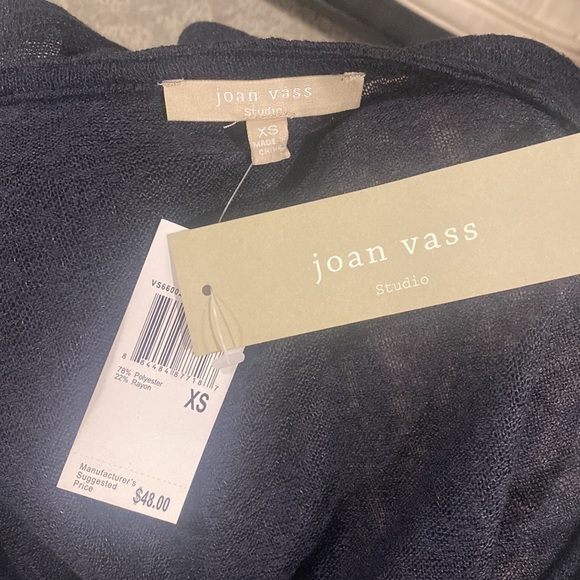 joan vass
Studio
XS
MADE
joan vass
Studio
78% Polyester
22% Rayon
XS
Manufacturer's
Suggested
Price
$48.00